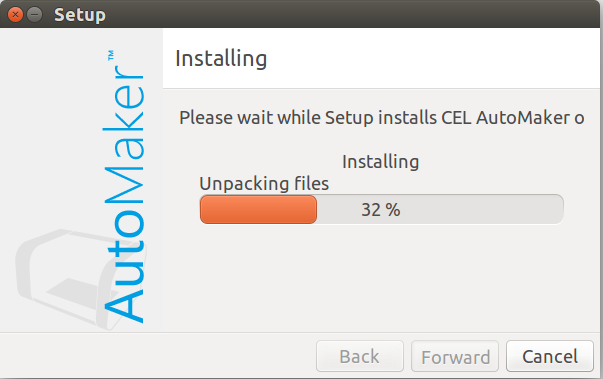 Setup
AutoMaker™
Installing
Please wait while Setup installs CEL AutoMaker o
Installing
Unpacking files
32 %
Back
Forward
Cancel